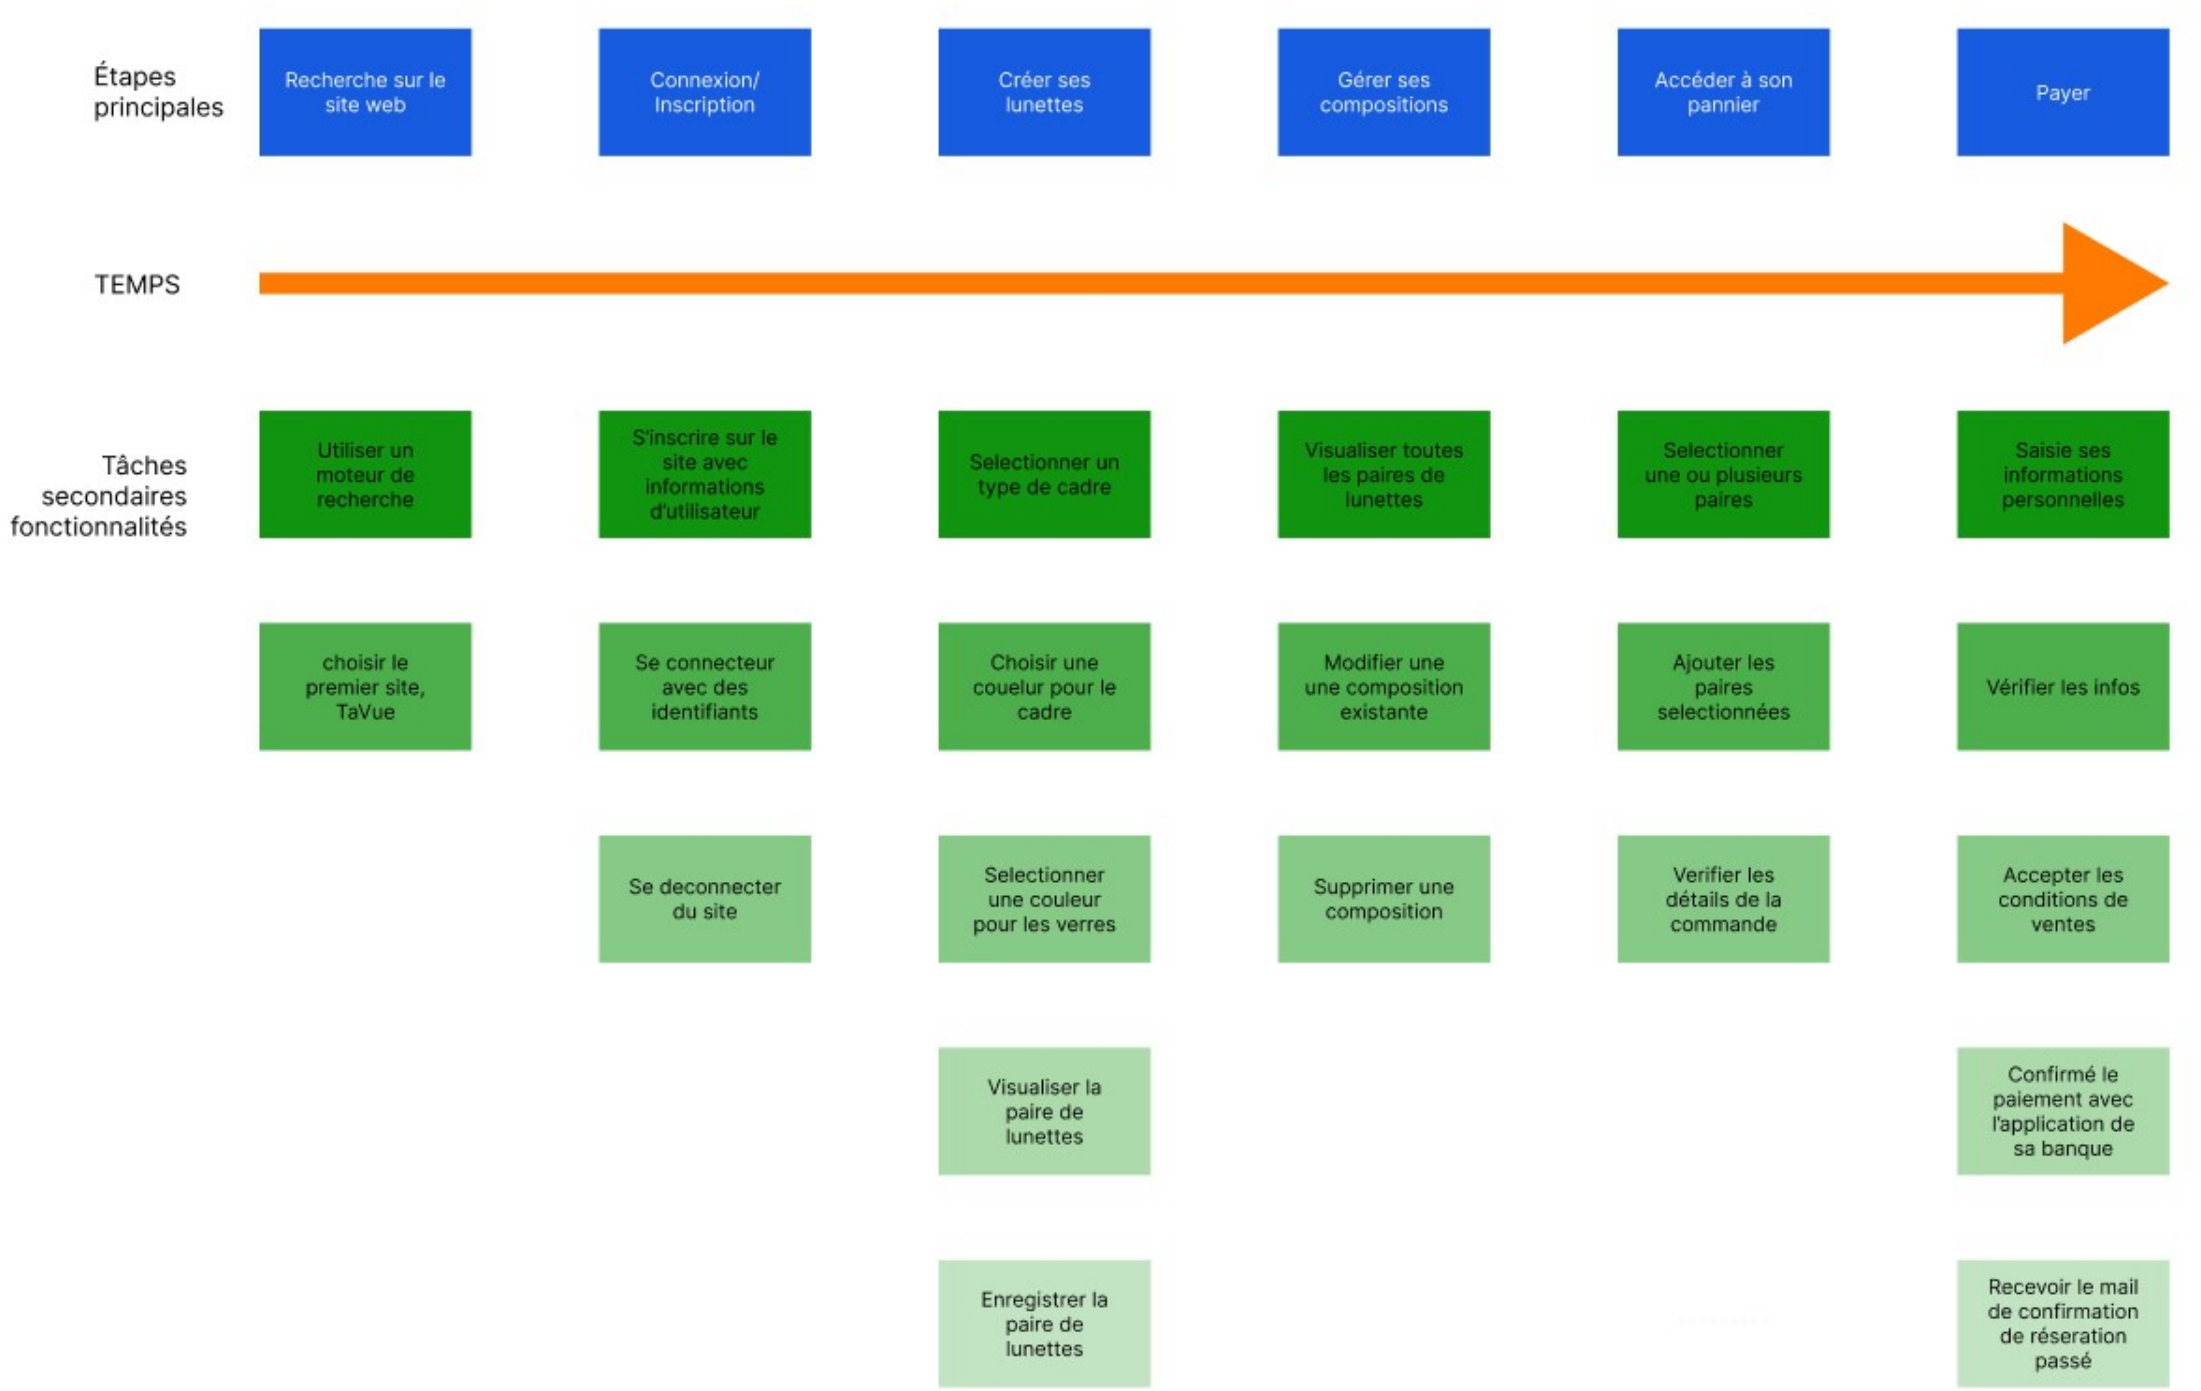 Étapes
principales
Recherche sur le
site web
Connexion/
Inscription
Créer ses
lunettes
Gérer ses
compositions
Accéder à son
pannier
Payer
TEMPS
Tâches
secondaires
fonctionnalités
Utiliser un
moteur de
recherche
S'inscrire sur le
site avec
informations
d'utilisateur
Selectionner un
type de cadre
Visualiser toutes
les paires de
lunettes
Selectionner
une ou plusieurs
paires
Saisie ses
informations
personnelles
choisir le
premier site,
TaVue
Se connecteur
avec des
identifiants
Choisir une
couelur pour le
cadre
Modifier une
une composition
existante
Ajouter les
paires
selectionnées
Vérifier les infos
Se deconnecter
du site
Selectionner
une couleur
pour les verres
Supprimer une
composition
Verifier les
détails de la
commande
Accepter les
conditions de
ventes
Visualiser la
paire de
lunettes
Confirmé le
paiement avec
l'application de
sa banque
Enregistrer la
paire de
lunettes
Recevoir le mail
de confirmation
de réseration
passé